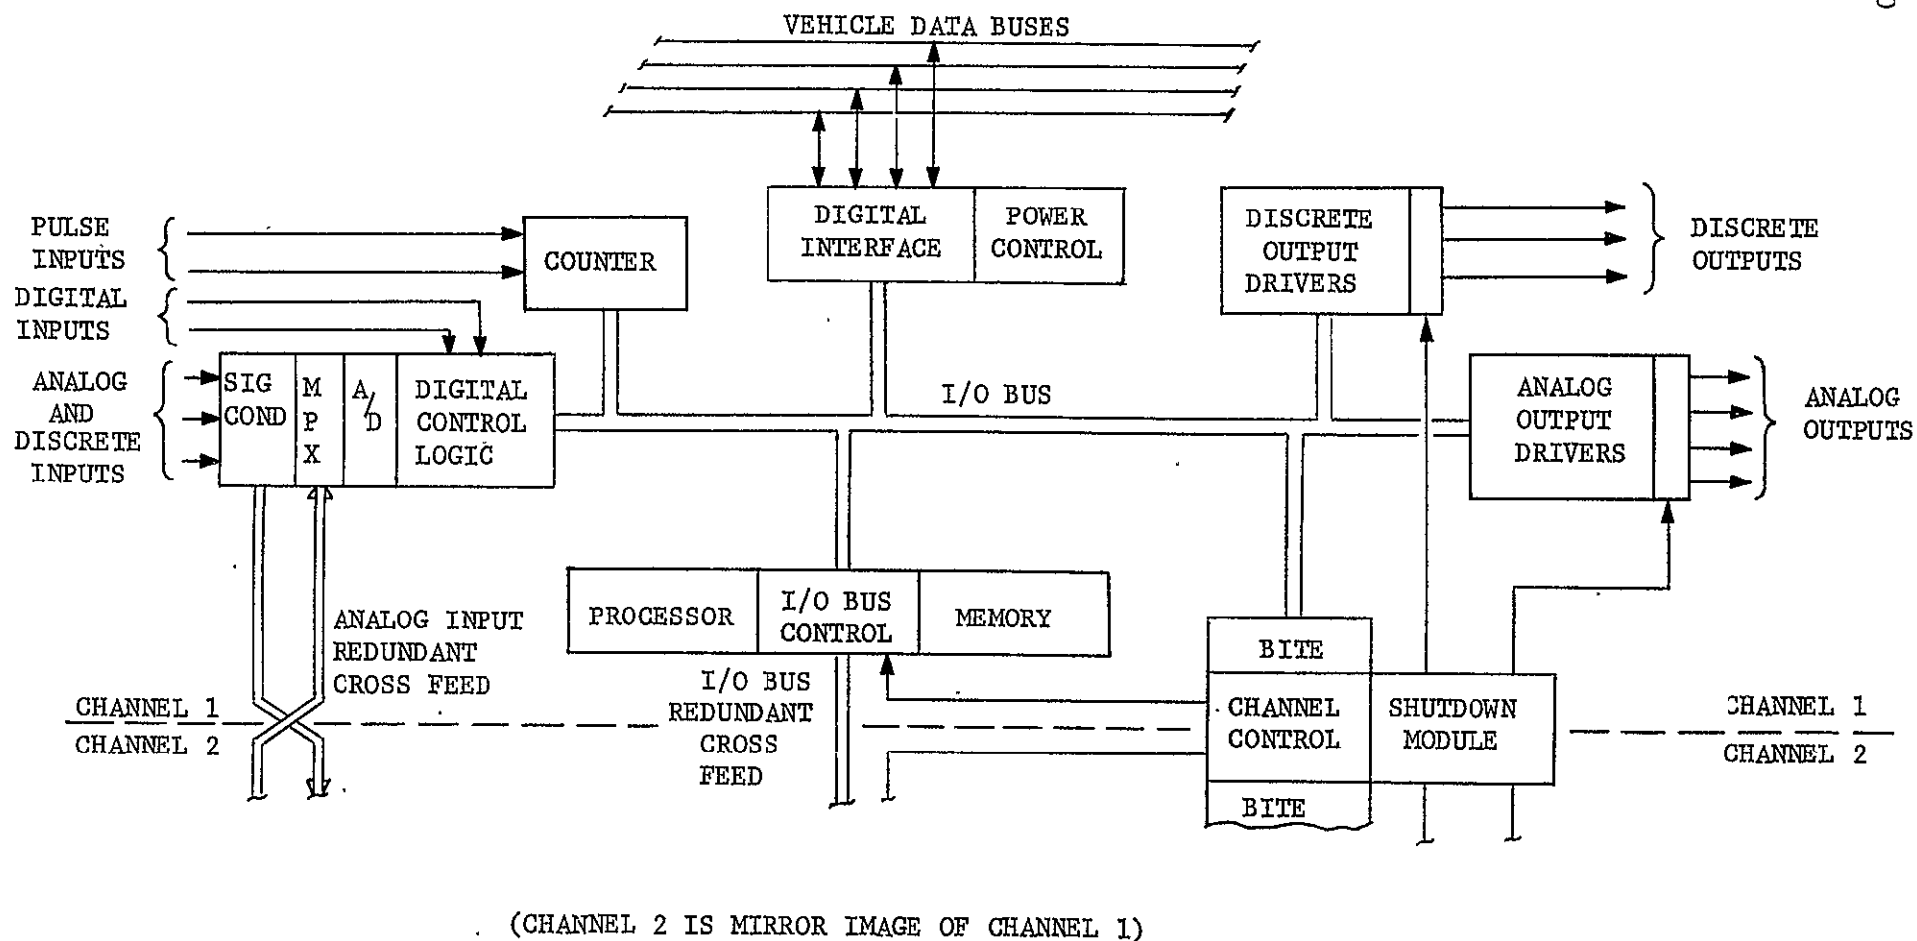 VEHICLE DATA BUSES
PULSE
INPUTS
DIGITAL
INPUTS
ANALOG
AND
DISCRETE
INPUTS
COUNTER
DIGITAL
INTERFACE
POWER
CONTROL
DISCRETE
OUTPUT
DRIVERS
DISCRETE
OUTPUTS
SIG
COND
M
P
X
A/D
DIGITAL
CONTROL
LOGIC
I/O BUS
ANALOG
OUTPUT
DRIVERS
ANALOG
OUTPUTS
PROCESSOR
I/O BUS
CONTROL
MEMORY
ANALOG INPUT
REDUNDANT
CROSS FEED
I/O BUS
REDUNDANT
CROSS
FEED
BITE
CHANNEL
CONTROL
SHUTDOWN
MODULE
BITE
CHANNEL 1
CHANNEL 2
CHANNEL 1
CHANNEL 2
(CHANNEL 2 IS MIRROR IMAGE OF CHANNEL 1)